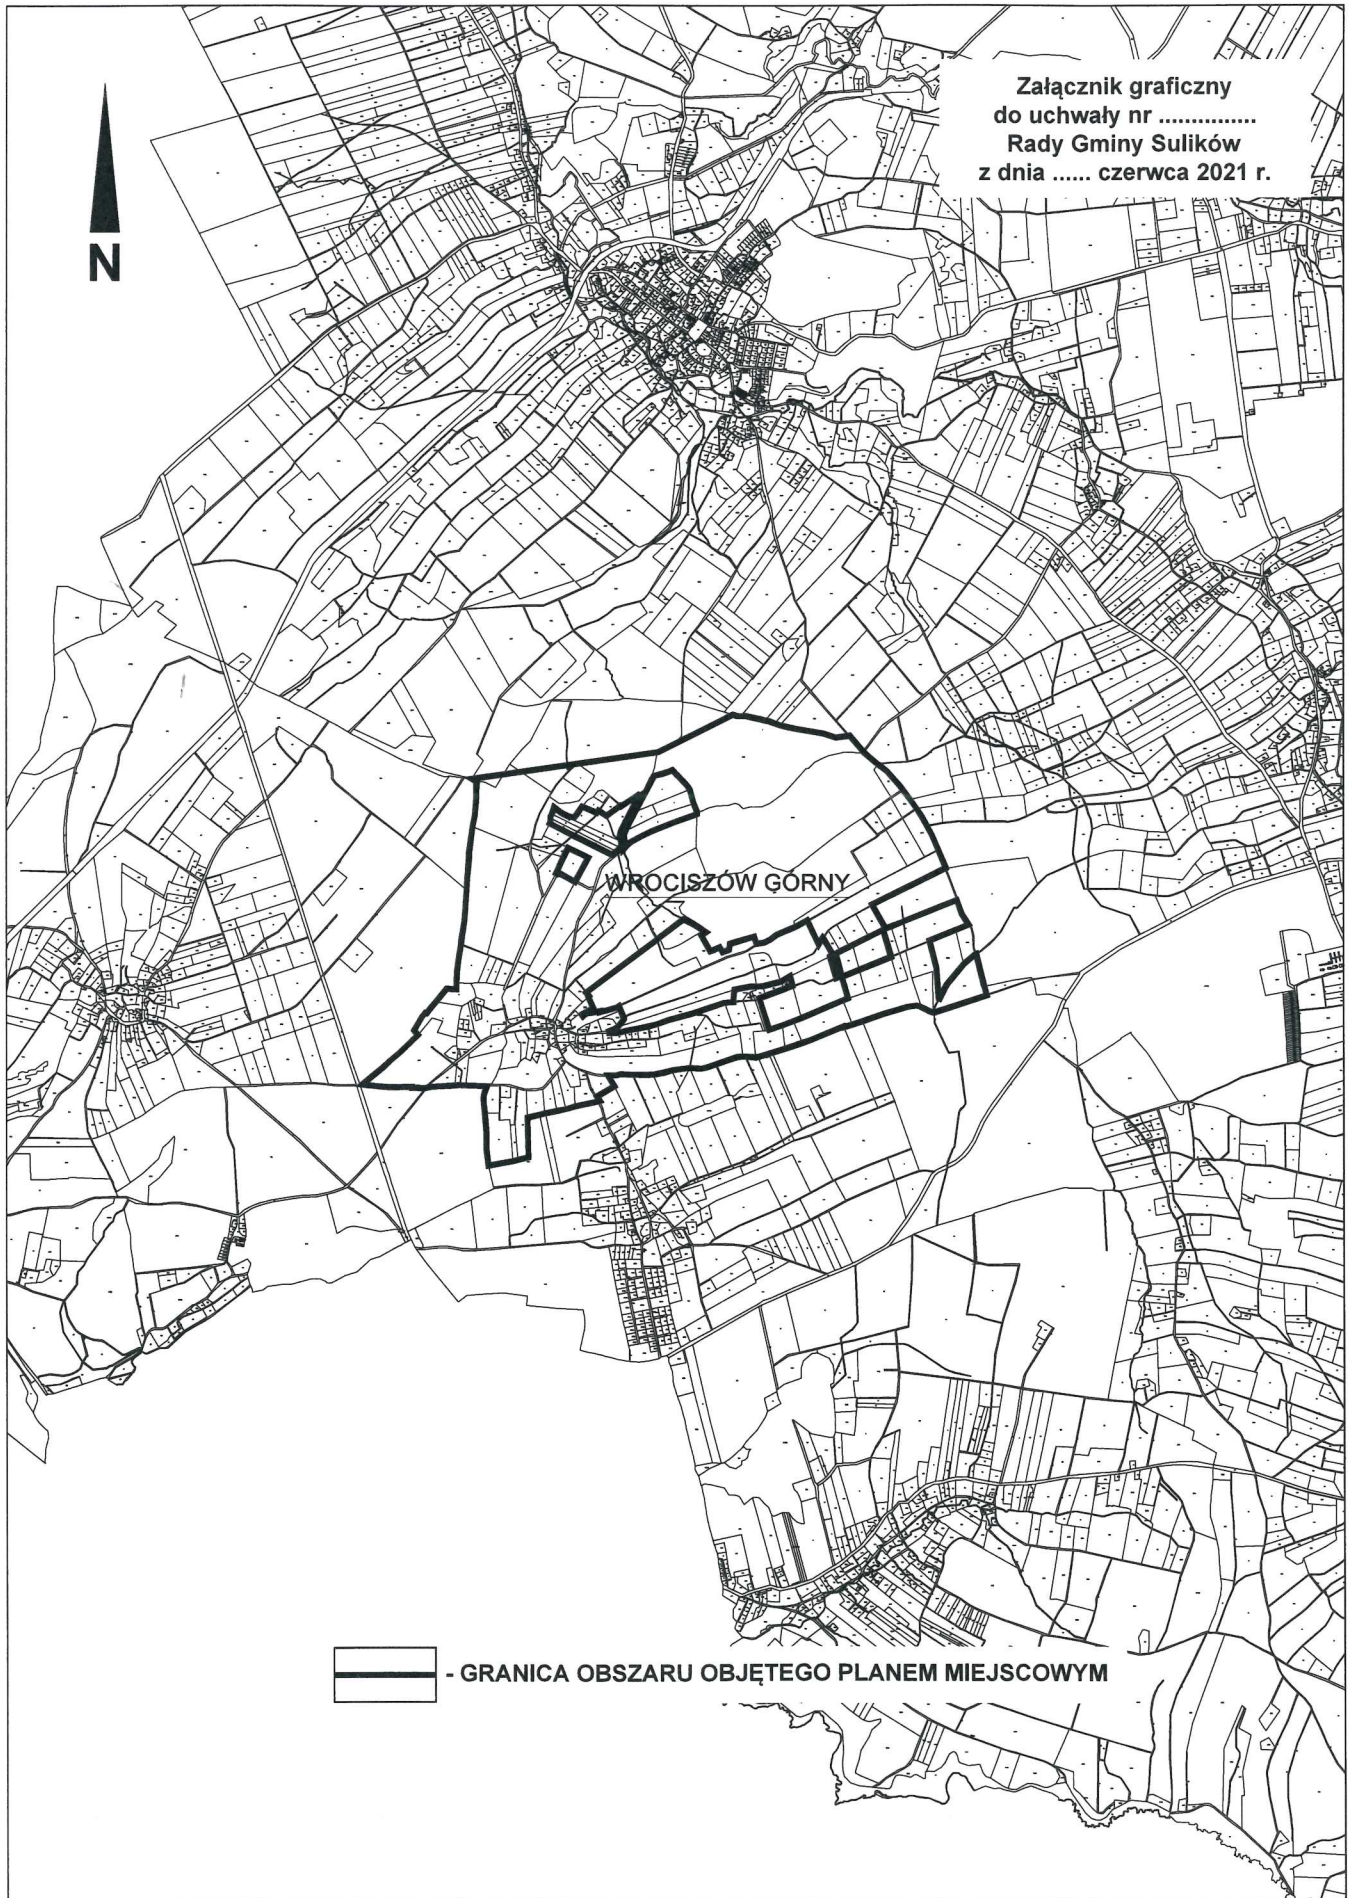 Załącznik graficzny
do uchwały nr ...............
Rady Gminy Sulików
z dnia ...... czerwca 2021 r.
N
WROCISZÓW GÓRNY
- GRANICA OBSZARU OBJĘTEGO PLANEM MIEJSCOWYM